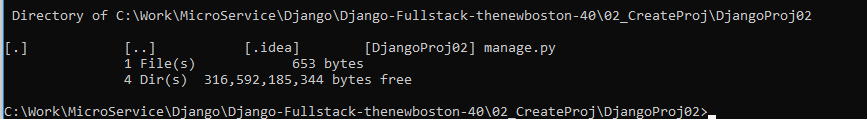 Directory of C:\Work\MicroService\Django\Django-Fullstack-thenewboston-40\02_CreateProj\DjangoProj02
[.]            [..]           [.idea]        [DjangoProj02] manage.py
1 File(s)            653 bytes
4 Dir(s)  316,592,185,344 bytes free
C:\Work\MicroService\Django\Django-Fullstack-thenewboston-40\02_CreateProj\DjangoProj02>